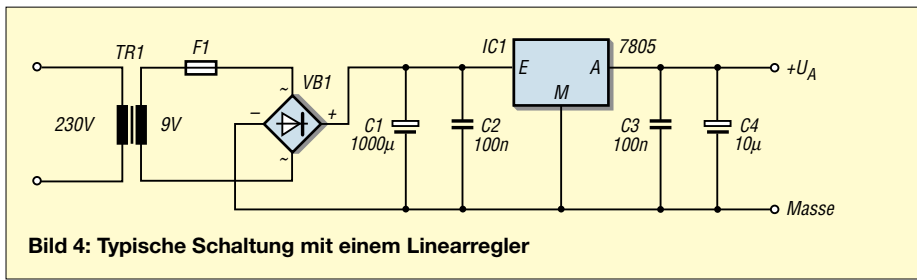 TR1
F1
VB1
IC1
7805
230V
9V
~
~
–
+
C1
1000µ
C2
100n
E
A
M
C3
100n
C4
10µ
+U_A
Masse
Bild 4: Typische Schaltung mit einem Linearregler